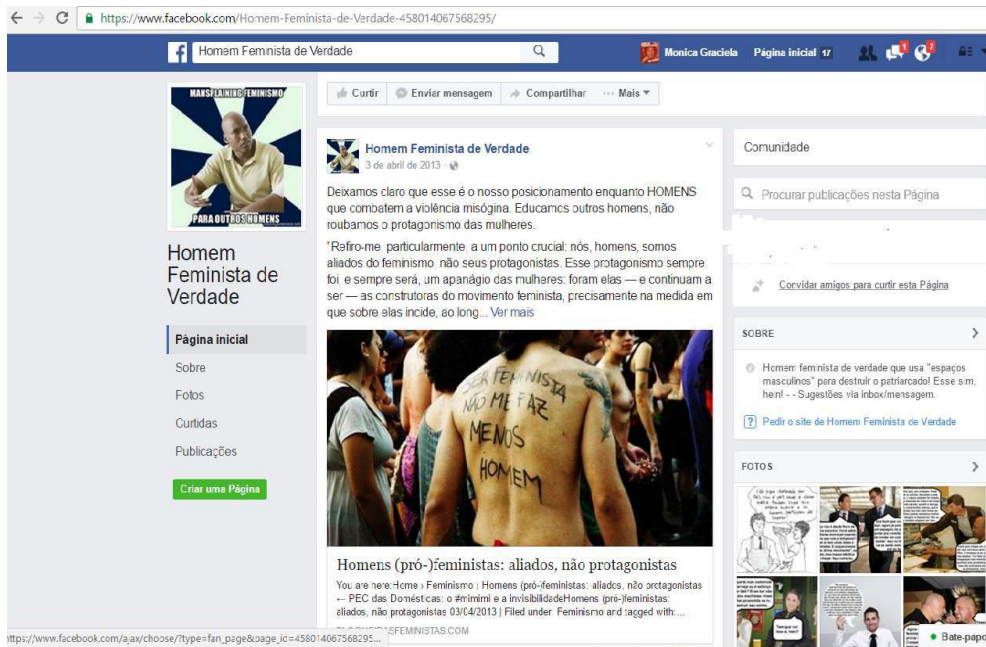 https://www.facebook.com/Homem-Feminista-de-Verdade-458014067568295/
Homem Feminista de Verdade
Monica Graciela Página inicial 17
1 7
MANSPLAINING FEMINISMO
PARA OUTROS HOMENS
Homem
Feminista de
Verdade
Página inicial
Sobre
Fotos
Curtidas
Publicações
Criar uma Página
Curtir Enviar mensagem Compartilhar ··· Mais
Homem Feminista de Verdade
3 de abril de 2013 ·
Deixamos claro que esse é o nosso posicionamento enquanto HOMENS
que combatem a violência misógina. Educamos outros homens, não
roubamos o protagonismo das mulheres.
"Refiro-me, particularmente, a um ponto crucial: nós, homens, somos
aliados do feminismo, não seus protagonistas. Esse protagonismo sempre
foi, e sempre será, um apanágio das mulheres: foram elas — e continuam a
ser — as construtoras do movimento feminista, precisamente na medida em
que sobre elas incide, ao long... Ver mais
SER FEMINISTA
NÃO ME FAZ
MENOS
HOMEM
Homens (pró-)feministas: aliados, não protagonistas
You are here: Home › Feminismo › Homens (pró-)feministas: aliados, não protagonistas
← PEC das Domésticas: o #mimimi e a invisibilidadeHomens (pró-)feministas:
aliados, não protagonistas 03/04/2013 | Filed under: Feminismo and tagged with:...
FEMINISTAS.COM
Comunidade
Procurar publicações nesta Página
Convidar amigos para curtir esta Página
SOBRE
Homem feminista de verdade que usa "espaços
masculinos" para destruir o patriarcado! Esse sim,
hein! - - Sugestões via inbox/mensagem.
Pedir o site de Homem Feminista de Verdade
FOTOS
Bate-papo
https://www.facebook.com/ajax/choose/?type=fan_page&page_id=458014067568295...